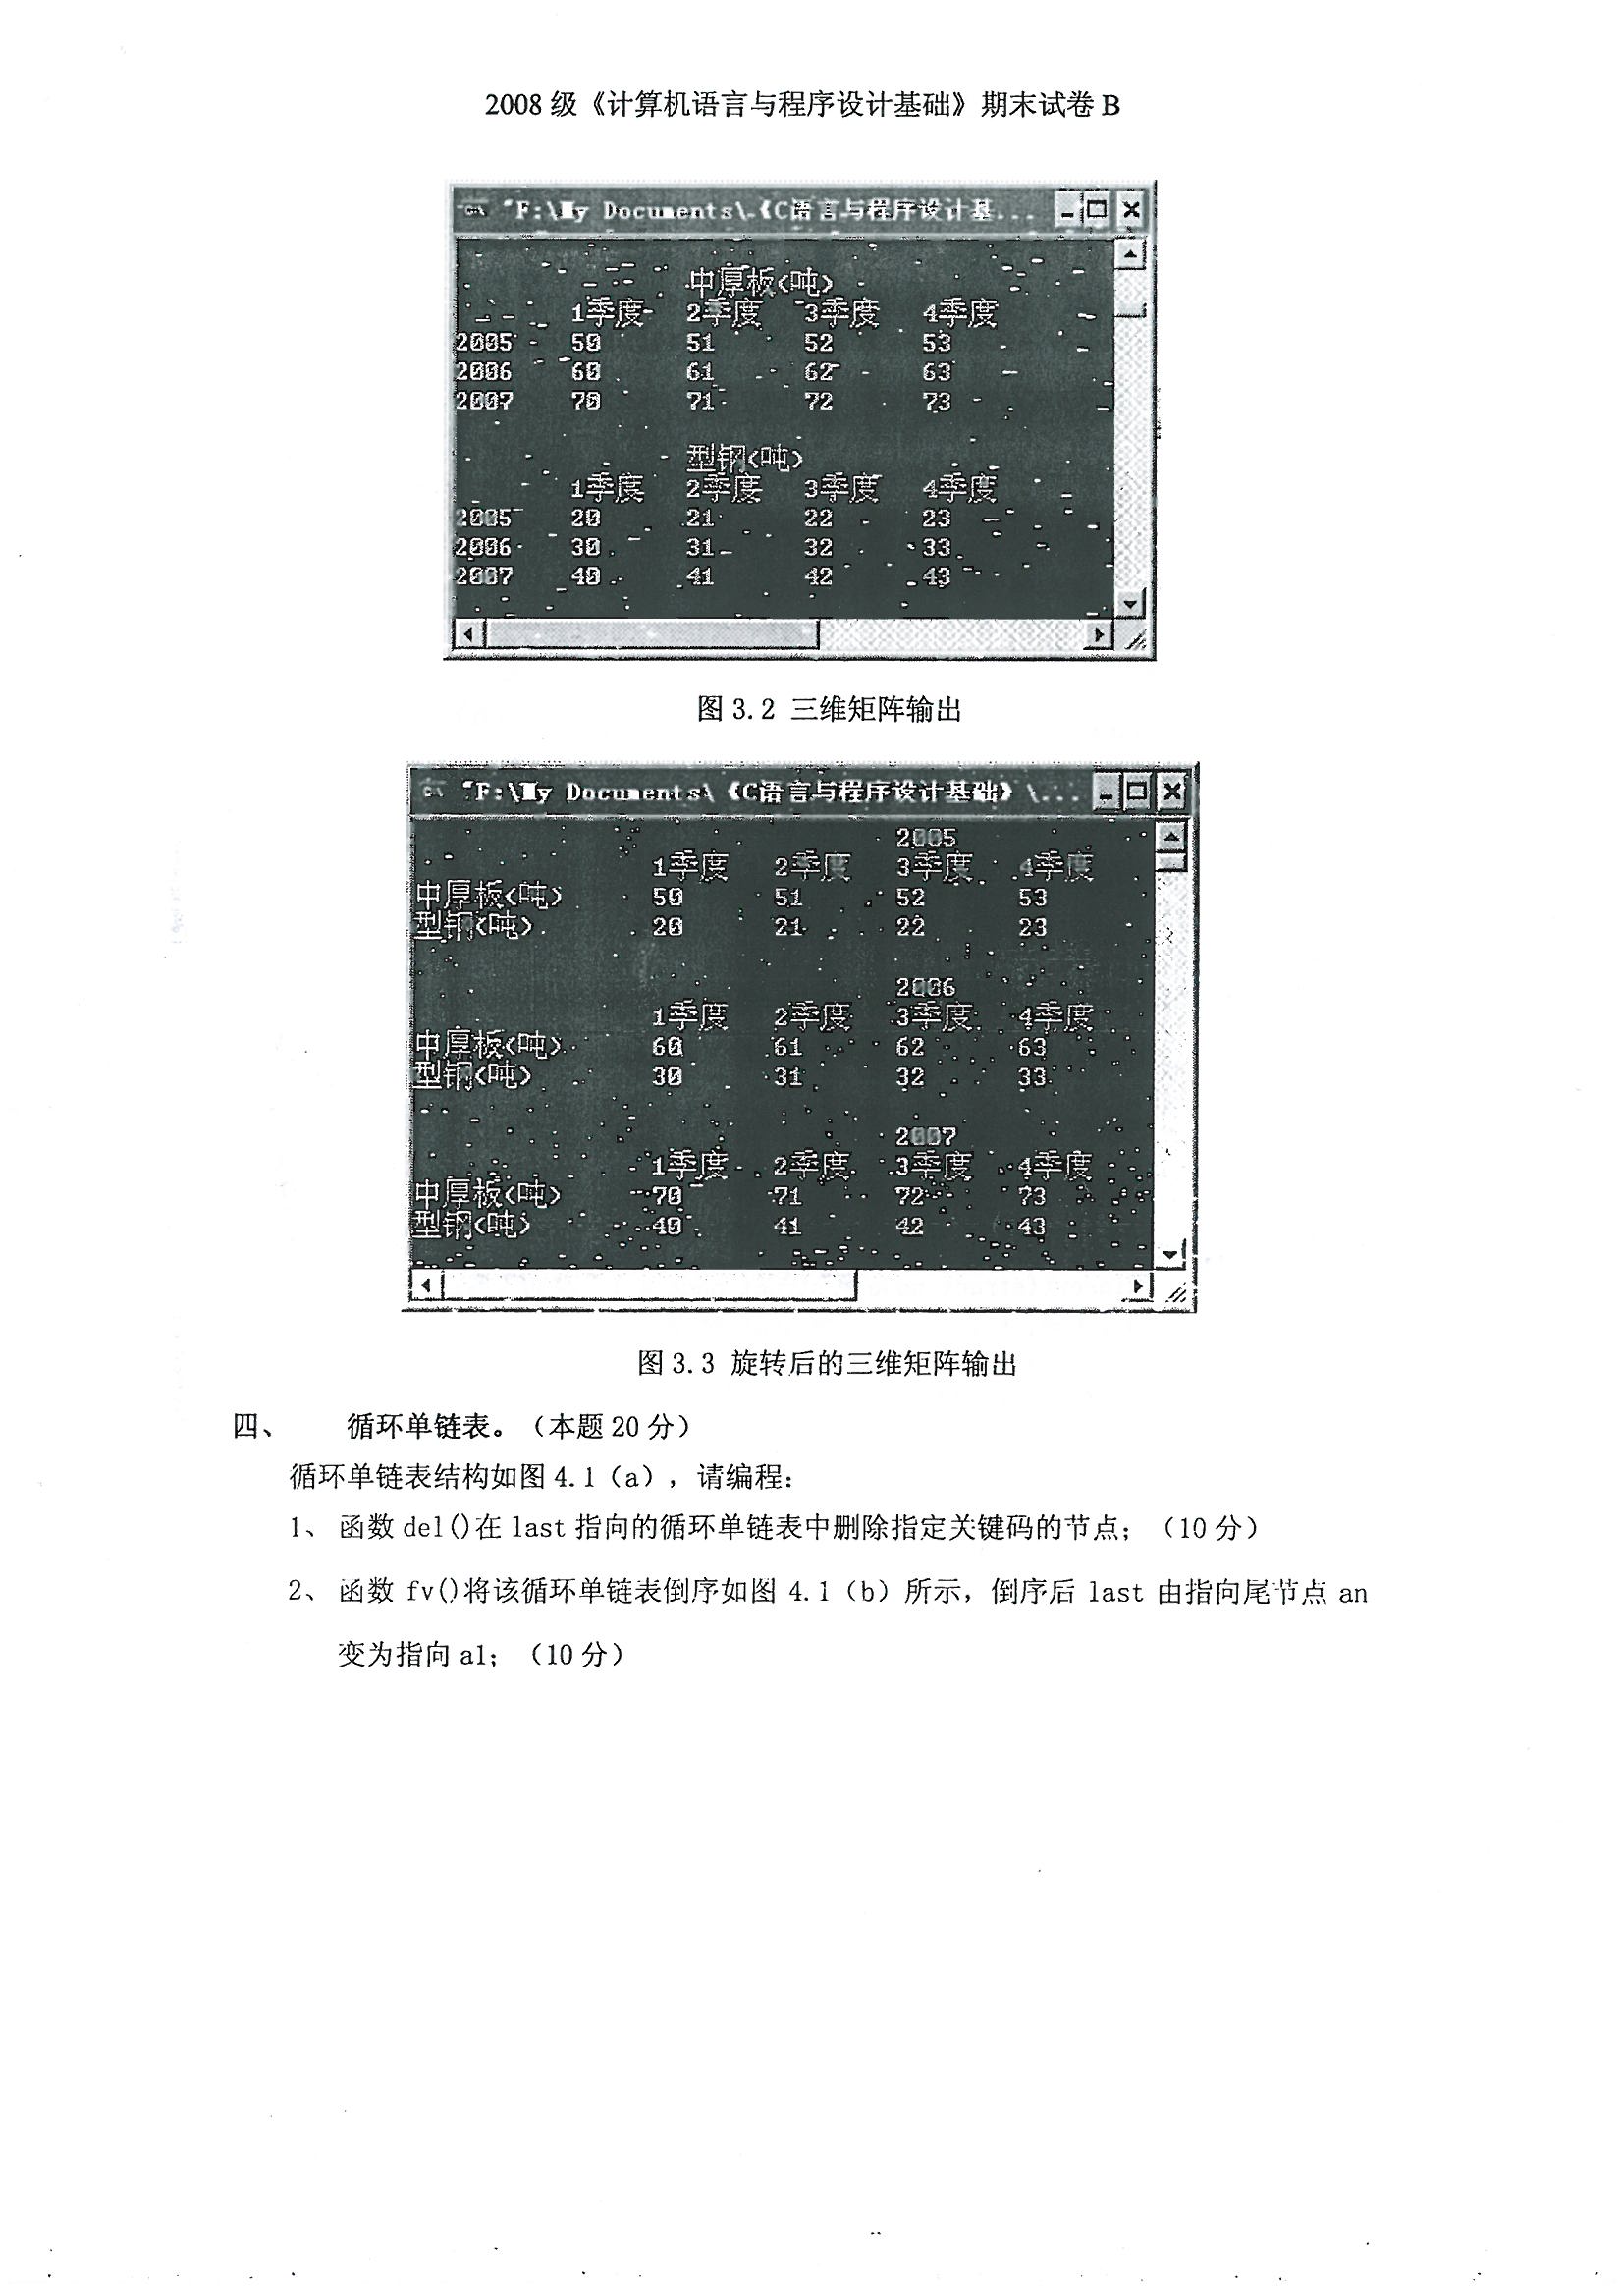 2008 级《计算机语言与程序设计基础》期末试卷 B
"F:\My Documents\《C语言与程序设计基...
中厚板(吨)
1季度 2季度 3季度 4季度
2005 50 51 52 53
2006 60 61 62 63
2007 70 71 72 73
型钢(吨)
1季度 2季度 3季度 4季度
2005 20 21 22 23
2006 30 31 32 33
2007 40 41 42 43
图 3.2 三维矩阵输出
"F:\My Documents\《C语言与程序设计基础》\...
2005
1季度 2季度 3季度 4季度
中厚板(吨) 50 51 52 53
型钢(吨) 20 21 22 23
2006
1季度 2季度 3季度 4季度
中厚板(吨) 60 61 62 63
型钢(吨) 30 31 32 33
2007
1季度 2季度 3季度 4季度
中厚板(吨) 70 71 72 73
型钢(吨) 40 41 42 43
图 3.3 旋转后的三维矩阵输出
四、 循环单链表。（本题 20 分）
循环单链表结构如图 4.1（a），请编程：
1、 函数 del()在 last 指向的循环单链表中删除指定关键码的节点；（10 分）
2、 函数 fv()将该循环单链表倒序如图 4.1（b）所示，倒序后 last 由指向尾节点 an
变为指向 a1；（10 分）